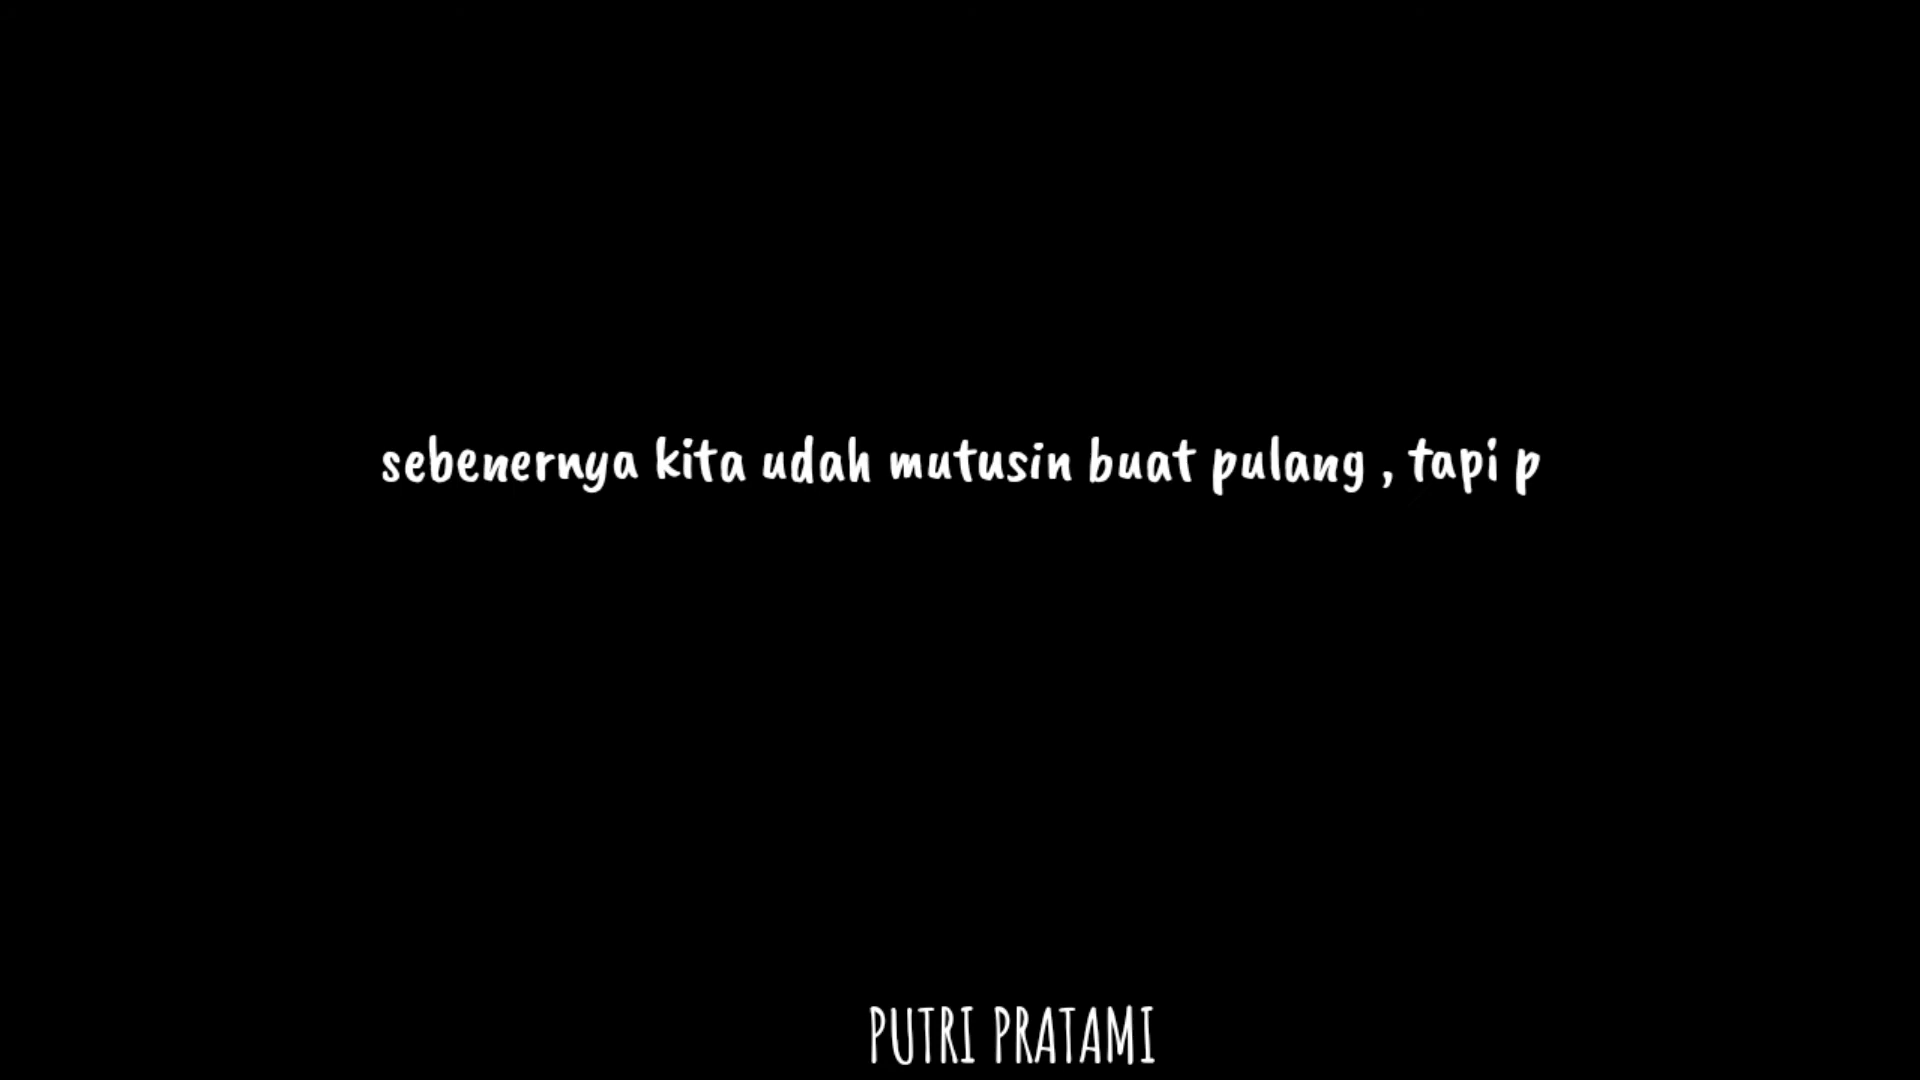 sebenernya kita udah mutusin buat pulang , tapi p
PUTRI PRATAMI